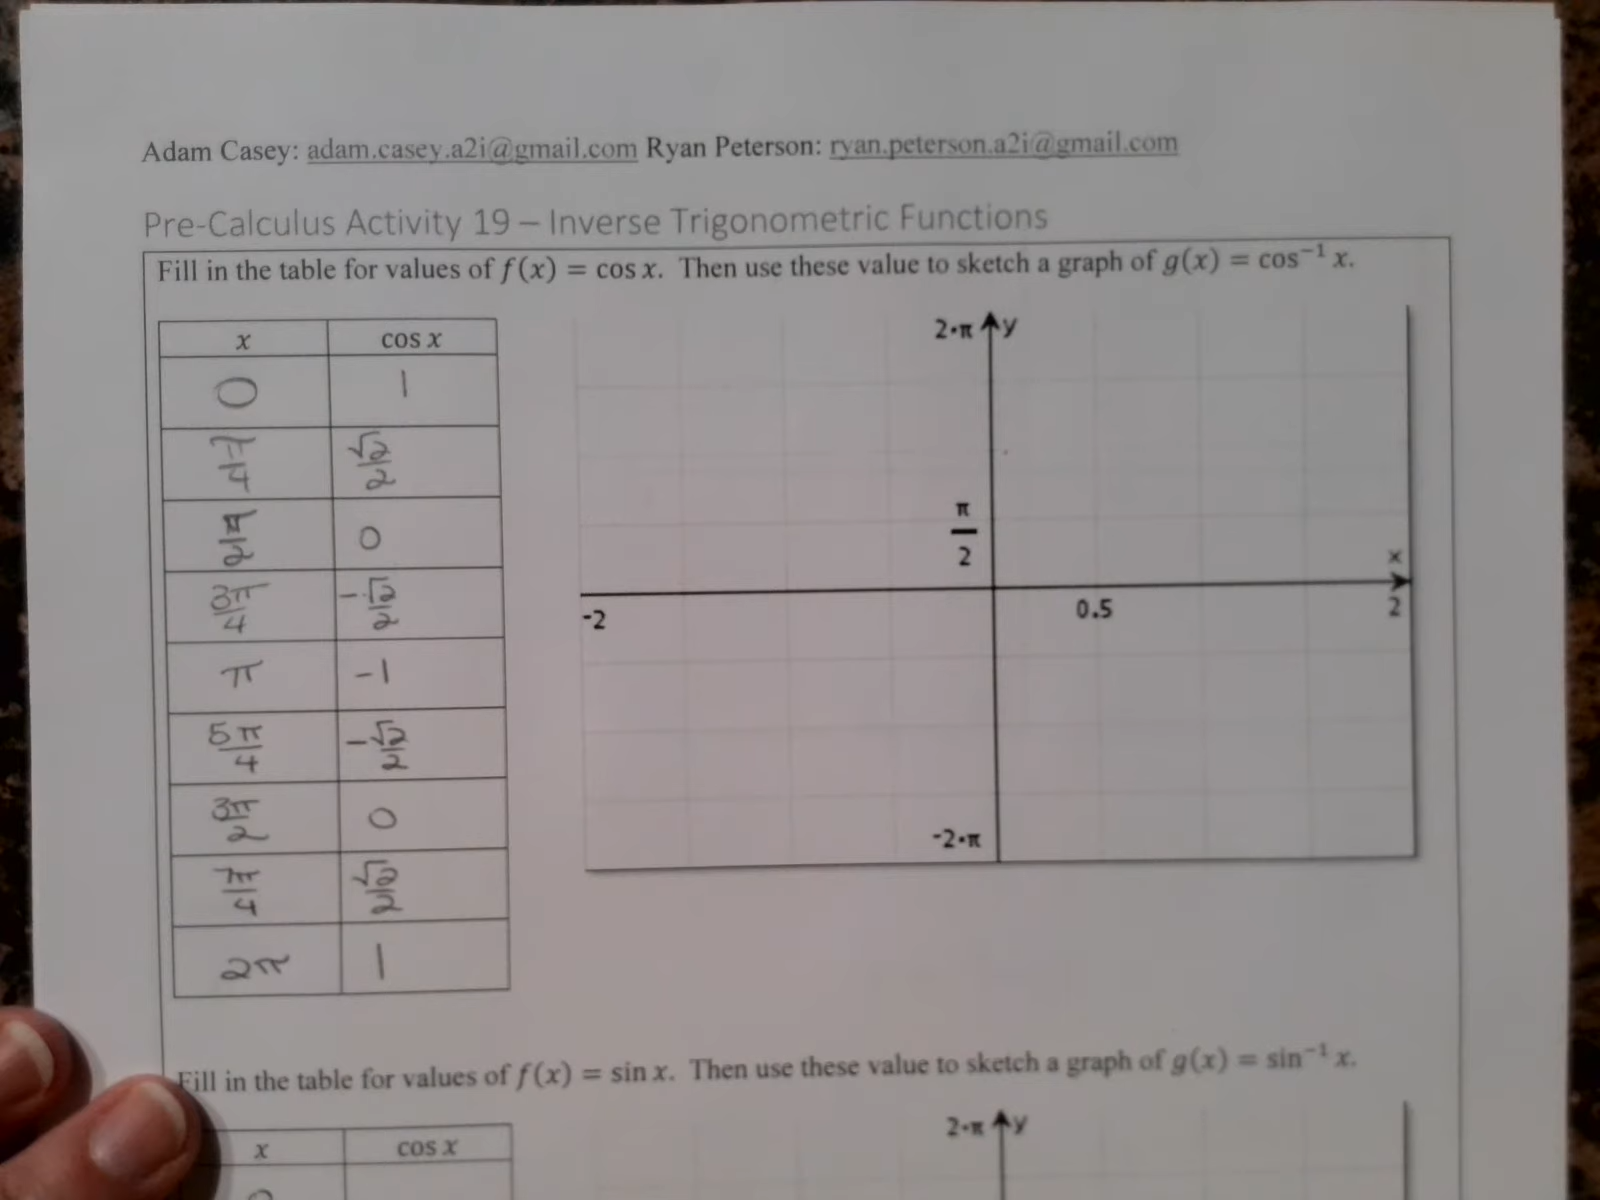 Adam Casey: adam.casey.a2i@gmail.com Ryan Peterson: ryan.peterson.a2i@gmail.com
Pre-Calculus Activity 19 – Inverse Trigonometric Functions
Fill in the table for values of f(x) = cos x. Then use these value to sketch a graph of g(x) = cos⁻¹ x.
x cos x
0 1
π/4 √2/2
π/2 0
3π/4 -√2/2
π -1
5π/4 -√2/2
3π/2 0
7π/4 √2/2
2π 1
2·π y
π/2
x
-2 0.5 2
-2·π
Fill in the table for values of f(x) = sin x. Then use these value to sketch a graph of g(x) = sin⁻¹ x.
x cos x
2·π y